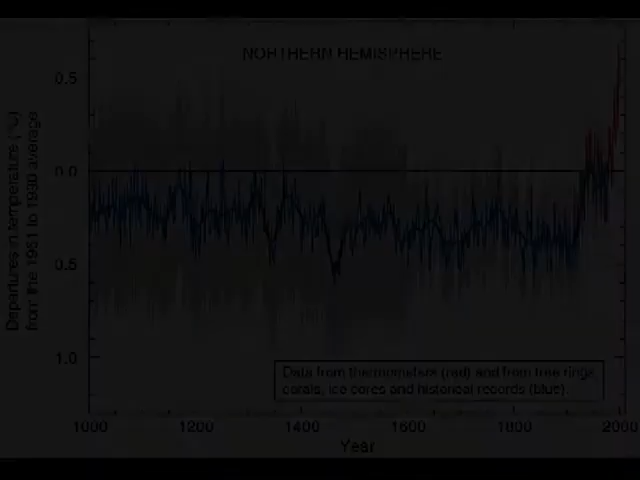 NORTHERN HEMISPHERE
0.5
0.0
0.5
1.0
Departures in temperature (°C)
from the 1951 to 1980 average
Data from thermometers (red) and from tree rings,
corals, ice cores and historical records (blue).
1000 1200 1400 1600 1800 2000
Year